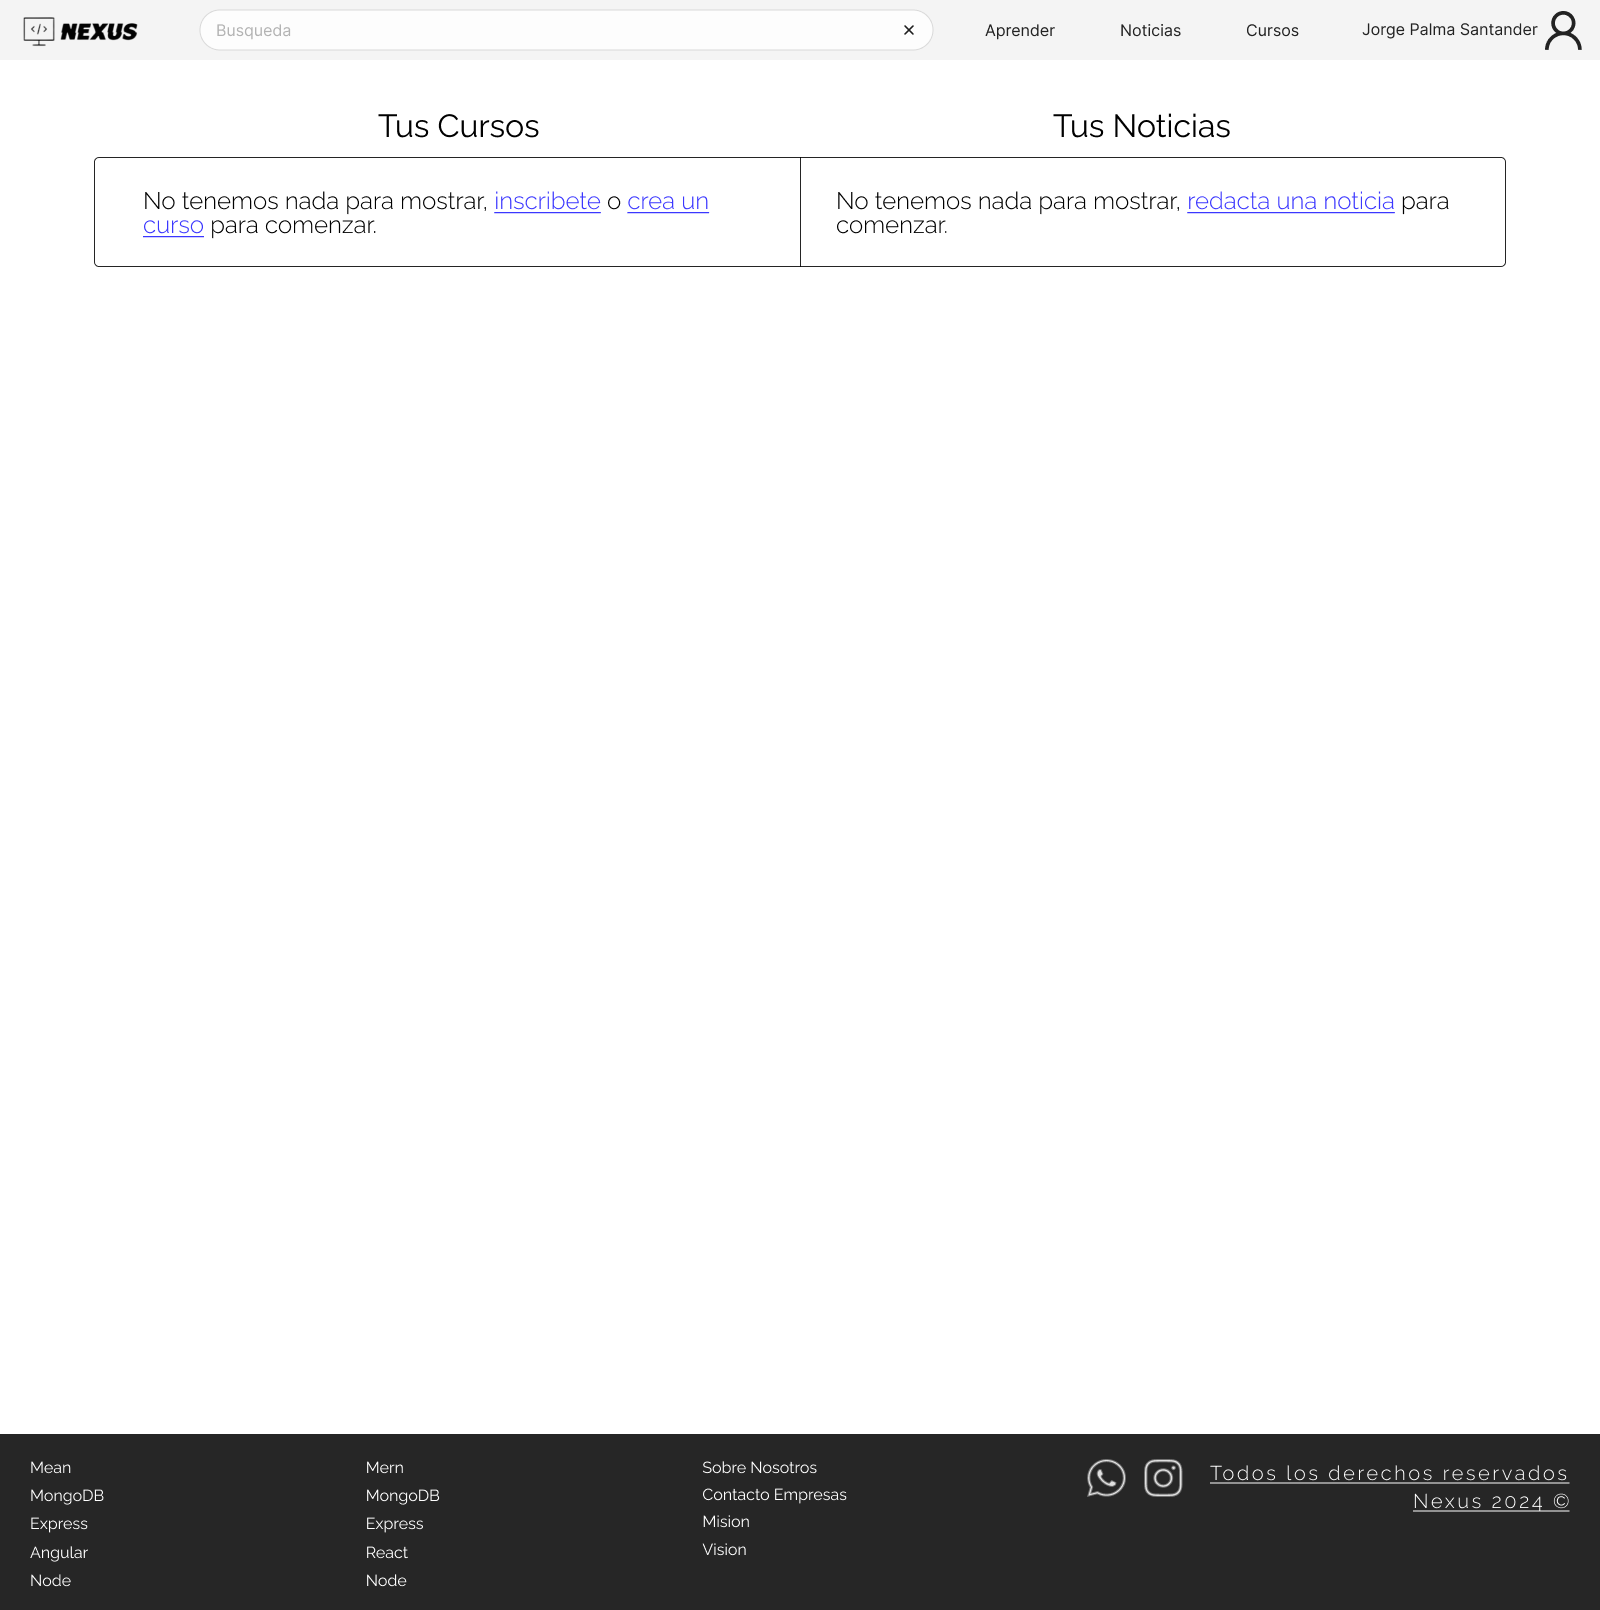 </> NEXUS
Busqueda
Aprender
Noticias
Cursos
Jorge Palma Santander
Tus Cursos
Tus Noticias
No tenemos nada para mostrar, inscribete o crea un
curso para comenzar.
No tenemos nada para mostrar, redacta una noticia para
comenzar.
Mean
MongoDB
Express
Angular
Node
Mern
MongoDB
Express
React
Node
Sobre Nosotros
Contacto Empresas
Mision
Vision
Todos los derechos reservados
Nexus 2024 ©